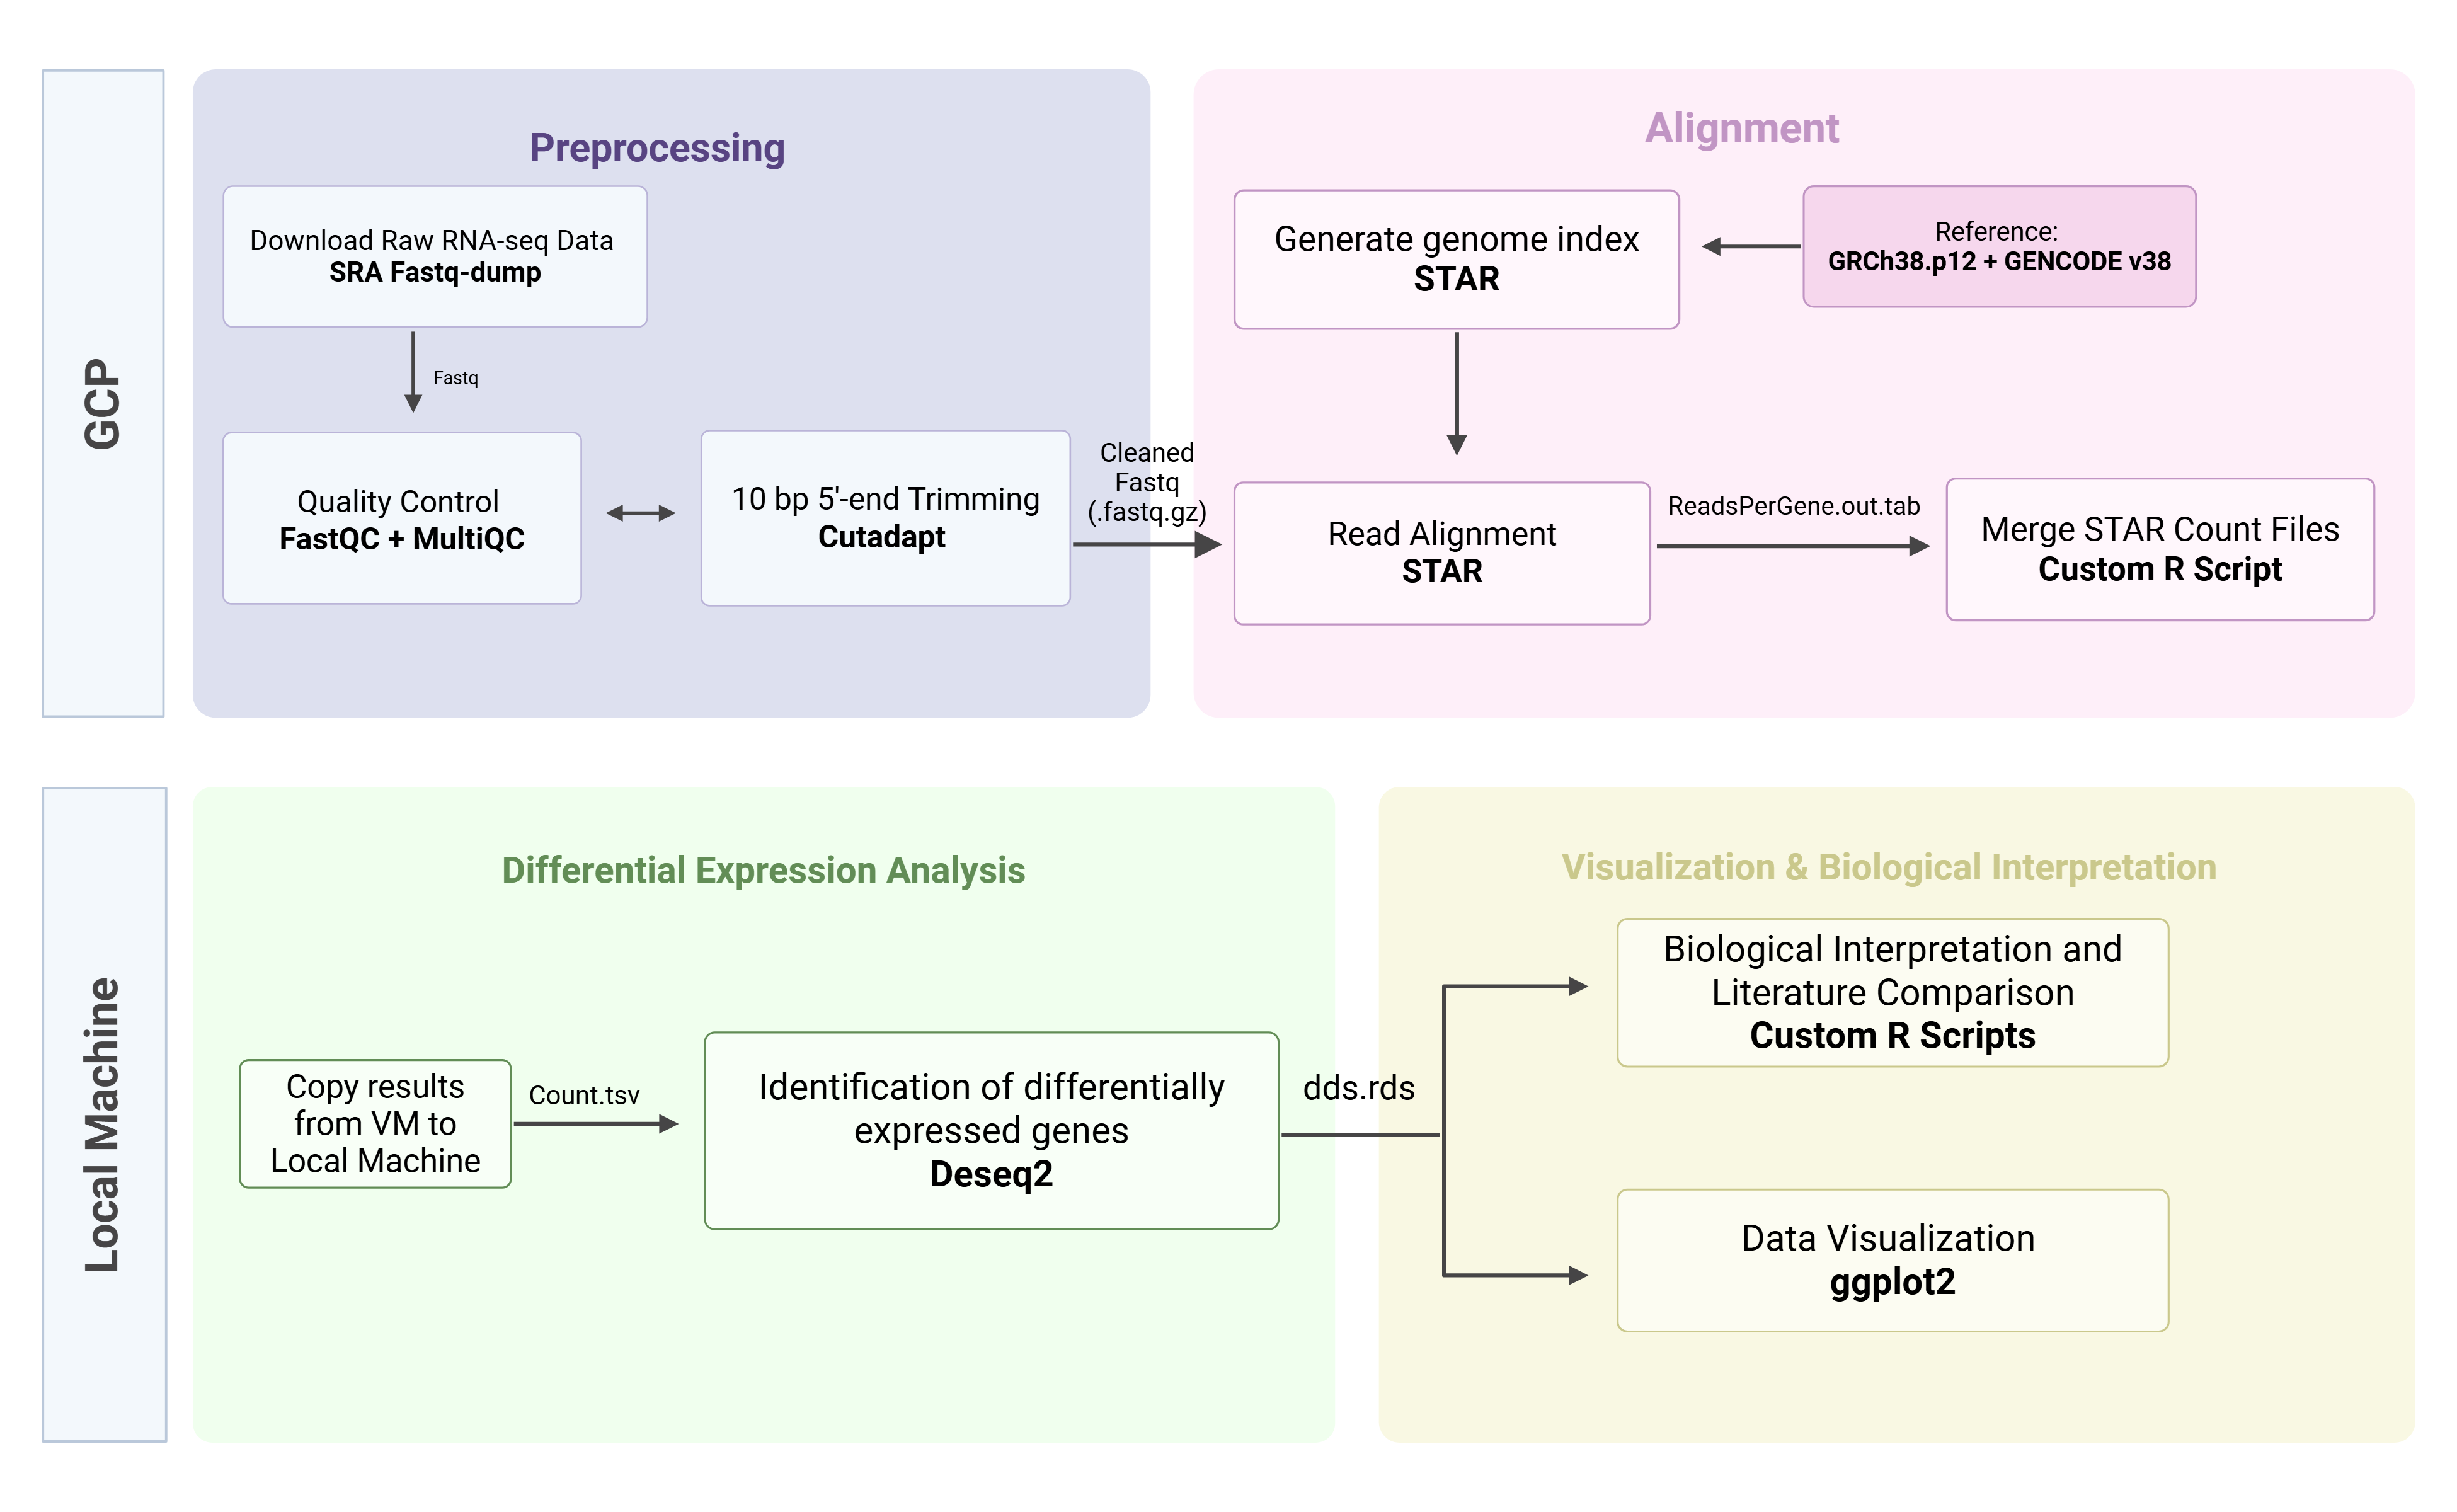 GCP
Preprocessing
Download Raw RNA-seq Data
SRA Fastq-dump
Fastq
Quality Control
FastQC + MultiQC
10 bp 5'-end Trimming
Cutadapt
Cleaned
Fastq
(.fastq.gz)
Alignment
Generate genome index
STAR
Reference:
GRCh38.p12 + GENCODE v38
Read Alignment
STAR
ReadsPerGene.out.tab
Merge STAR Count Files
Custom R Script
Local Machine
Differential Expression Analysis
Copy results
from VM to
Local Machine
Count.tsv
Identification of differentially
expressed genes
Deseq2
dds.rds
Visualization & Biological Interpretation
Biological Interpretation and
Literature Comparison
Custom R Scripts
Data Visualization
ggplot2